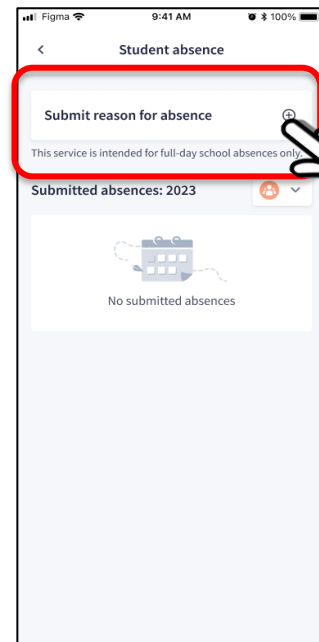 Figma 9:41 AM 100%
Student absence
Submit reason for absence
This service is intended for full-day school absences only.
Submitted absences: 2023
No submitted absences